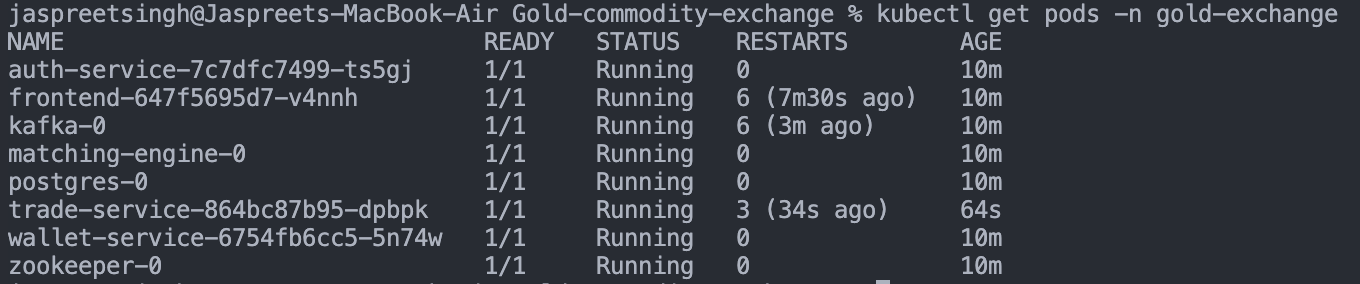 jaspreetsingh@Jaspreets-MacBook-Air Gold-commodity-exchange % kubectl get pods -n gold-exchange
NAME READY STATUS RESTARTS AGE
auth-service-7c7dfc7499-ts5gj 1/1 Running 0 10m
frontend-647f5695d7-v4nnh 1/1 Running 6 (7m30s ago) 10m
kafka-0 1/1 Running 6 (3m ago) 10m
matching-engine-0 1/1 Running 0 10m
postgres-0 1/1 Running 0 10m
trade-service-864bc87b95-dpbpk 1/1 Running 3 (34s ago) 64s
wallet-service-6754fb6cc5-5n74w 1/1 Running 0 10m
zookeeper-0 1/1 Running 0 10m